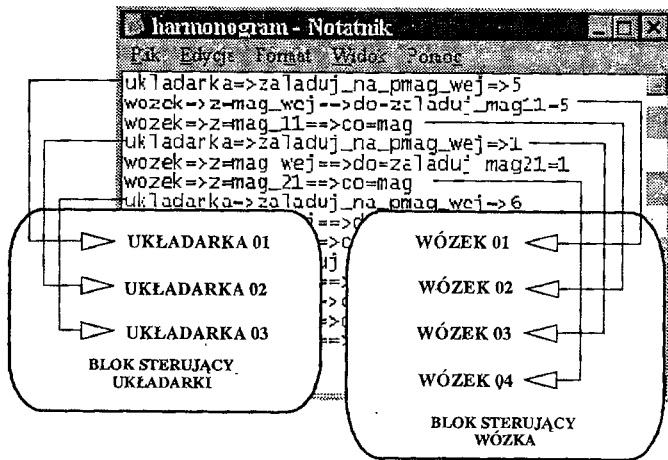 harmonogram - Notatnik
Plik Edycja Format Widok Pomoc
ukladarka=>zaladuj_na_pmag_wej=>5
wozek=>z=mag_wej==>do=zaladuj_mag11=5
wozek=>z=mag_11==>co=mag
ukladarka=>zaladuj_na_pmag_wej=>1
wozek=>z=mag_wej==>do=zaladuj_mag21=1
wozek=>z=mag_21==>co=mag
ukladarka=>zaladuj_na_pmag_wej=>6
UKŁADARKA 01
UKŁADARKA 02
UKŁADARKA 03
BLOK STERUJĄCY
UKŁADARKI
WÓZEK 01
WÓZEK 02
WÓZEK 03
WÓZEK 04
BLOK STERUJĄCY
WÓZKA